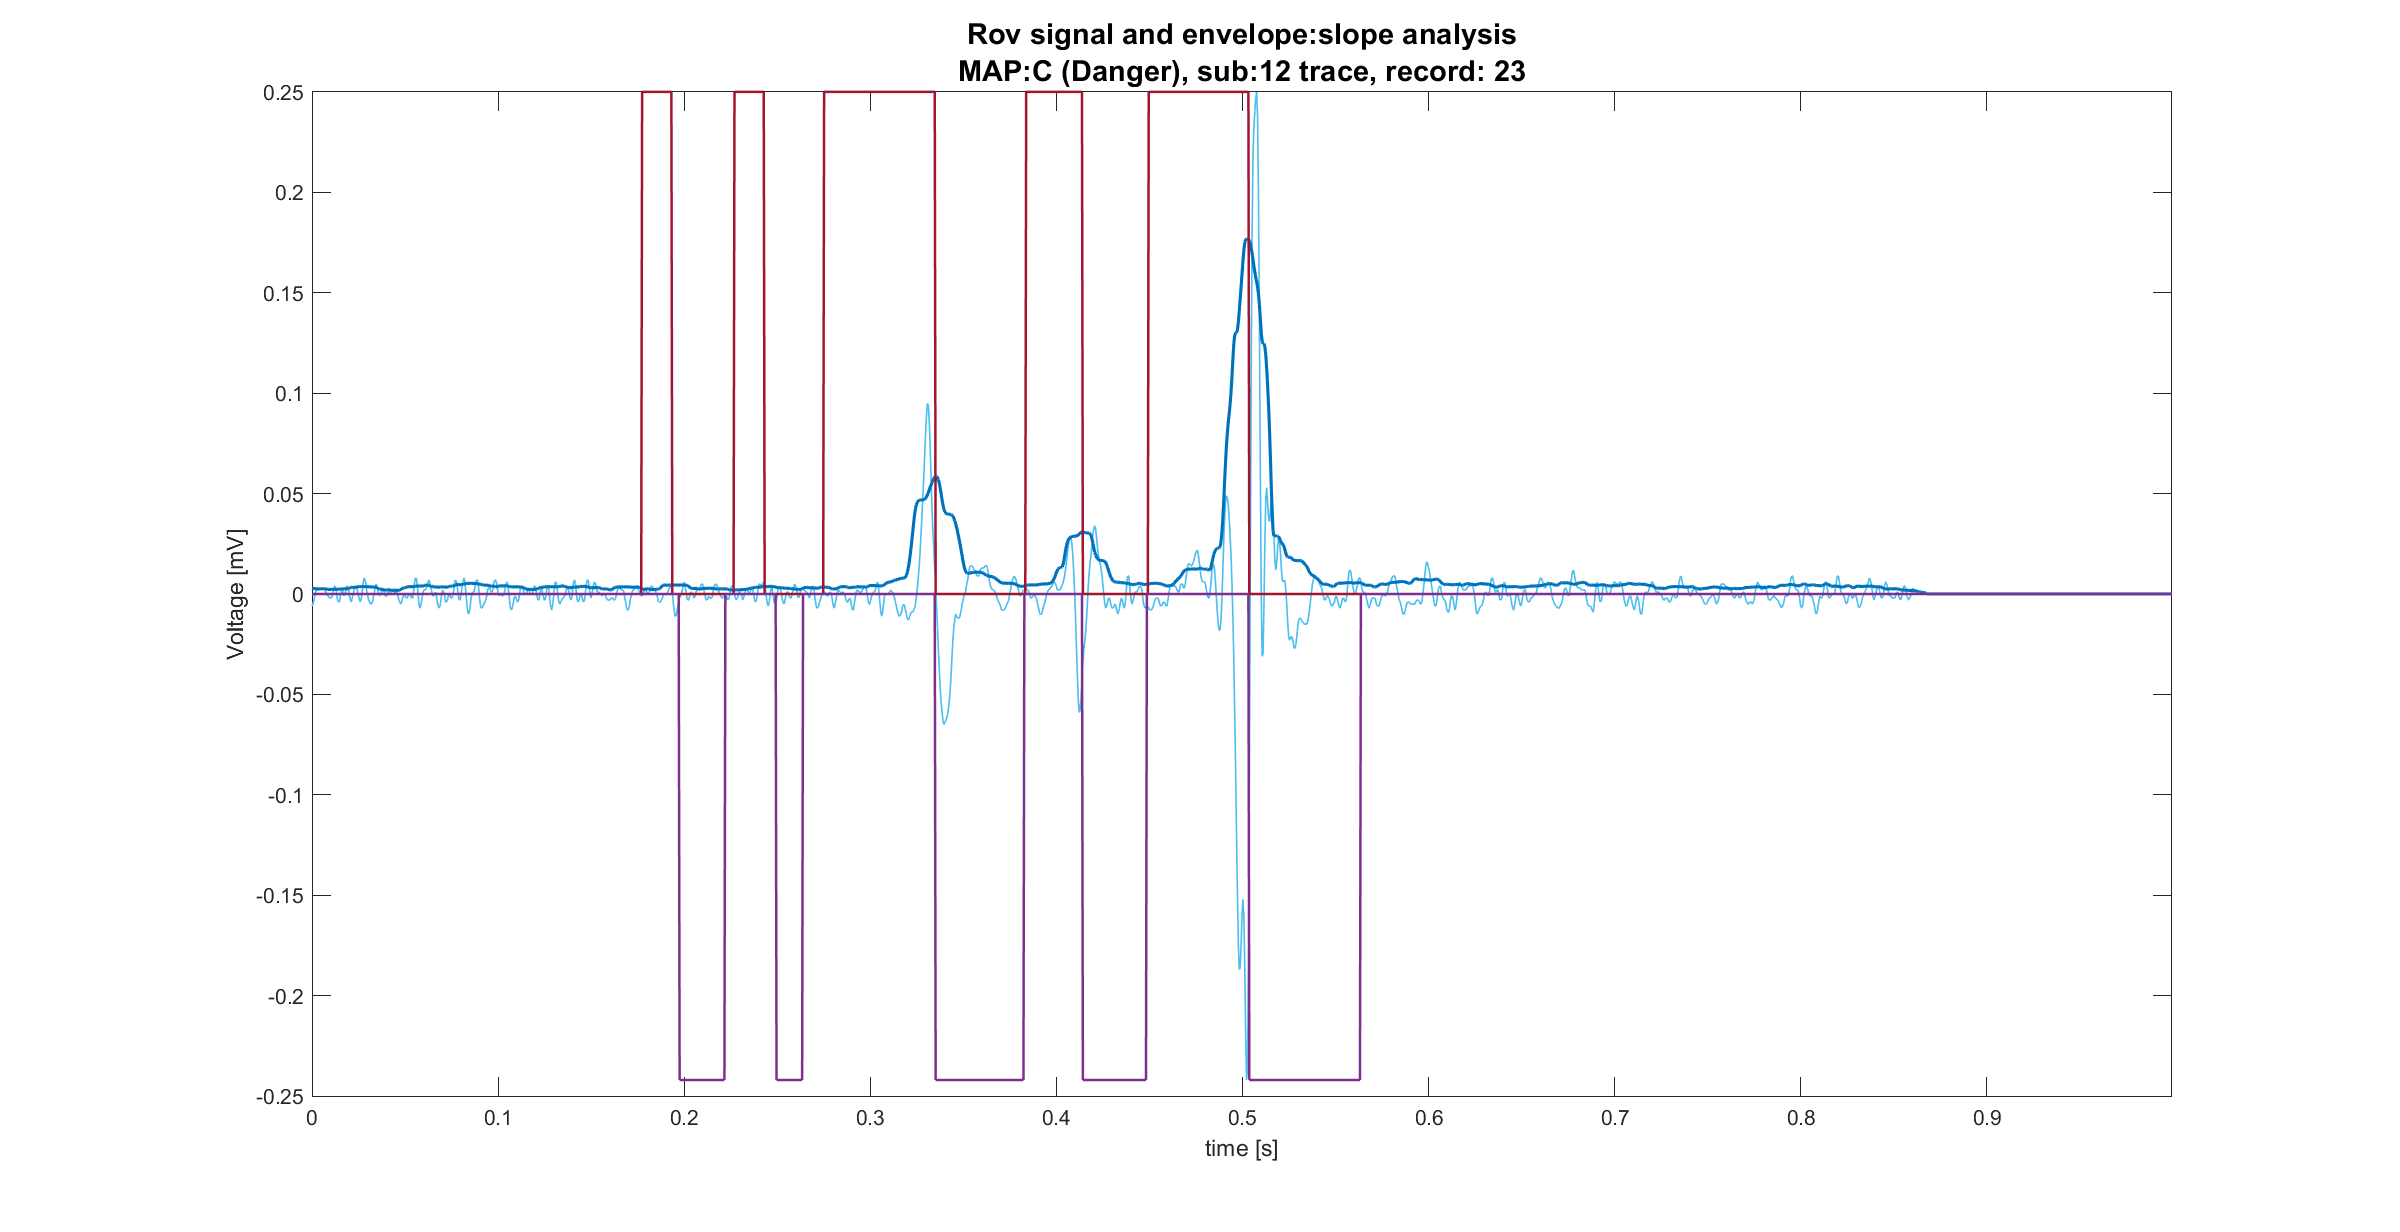 Rov signal and envelope:slope analysis
MAP:C (Danger), sub:12 trace, record: 23
0.25
0.2
0.15
0.1
0.05
0
-0.05
-0.1
-0.15
-0.2
-0.25
Voltage [mV]
0 0.1 0.2 0.3 0.4 0.5 0.6 0.7 0.8 0.9
time [s]